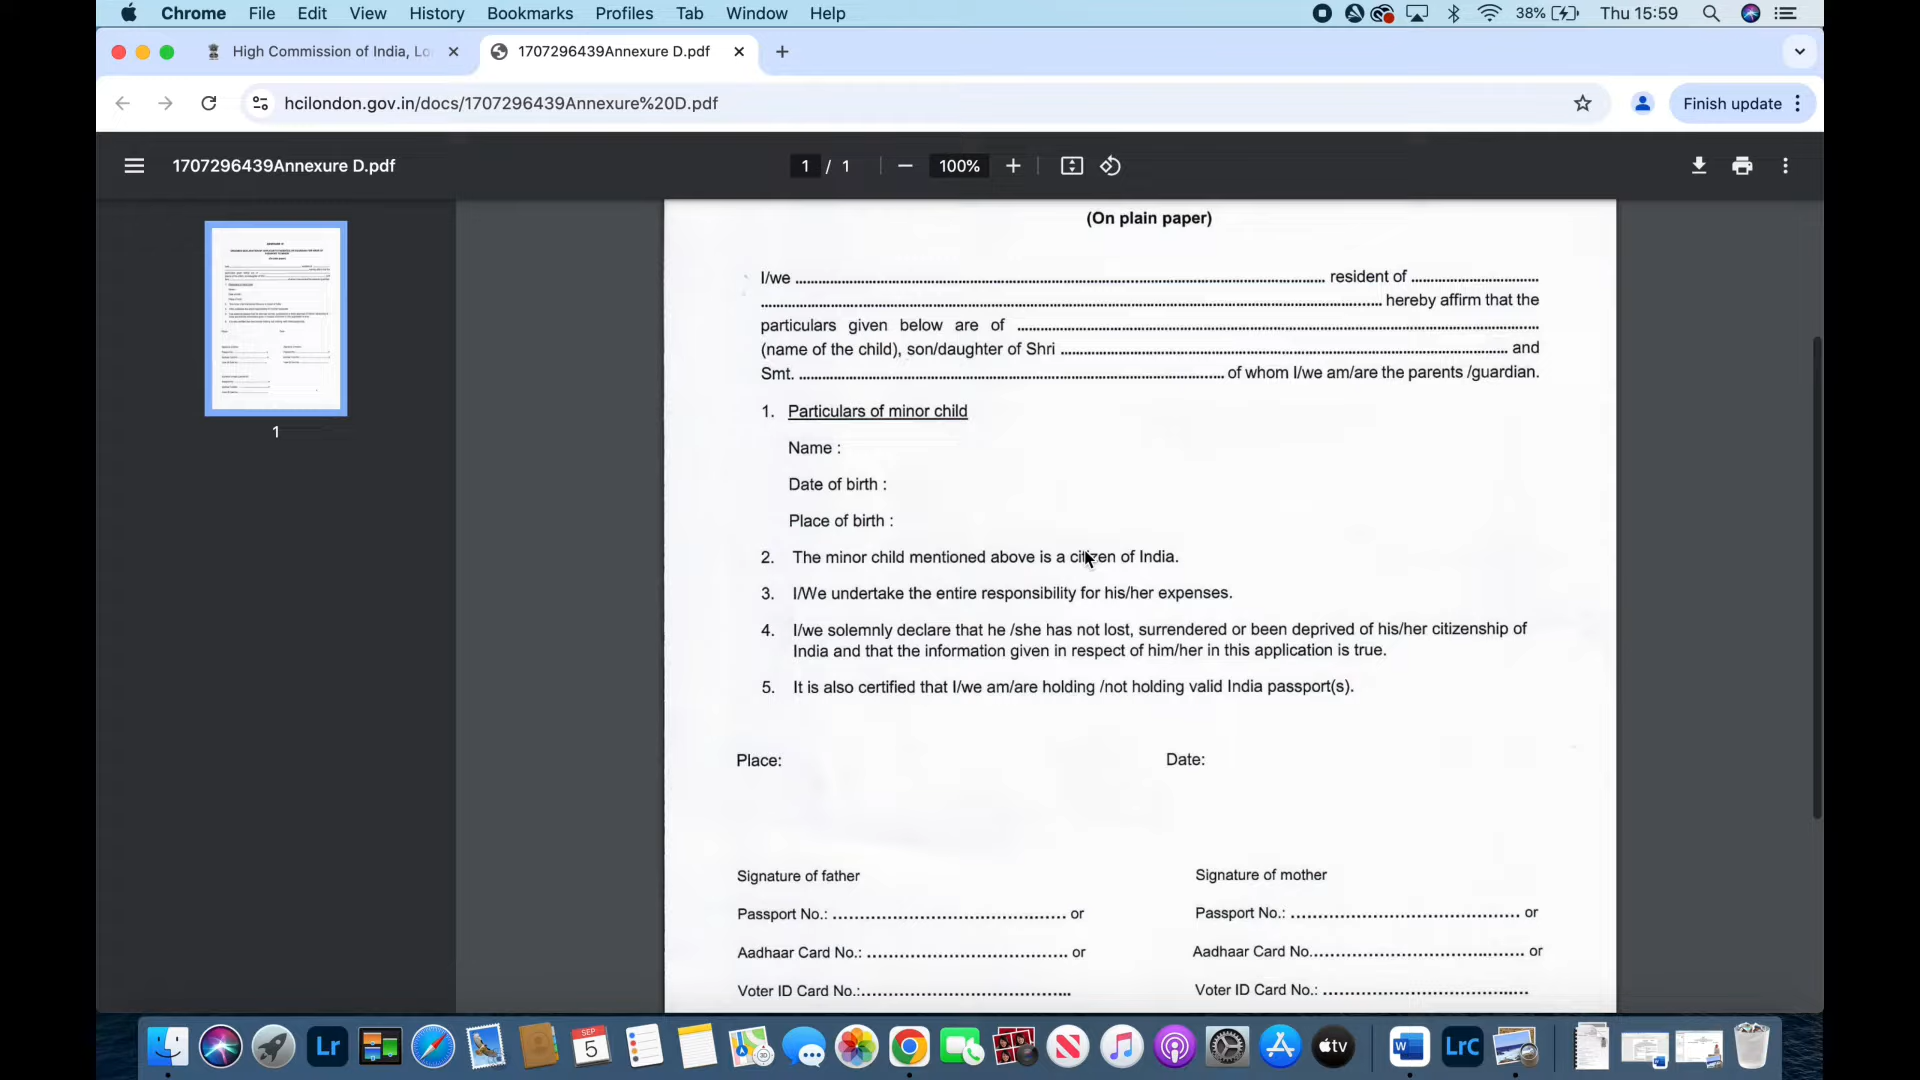 Chrome File Edit View History Bookmarks Profiles Tab Window Help 38% Thu 15:59
High Commission of India, Lo
1707296439Annexure D.pdf
hcilondon.gov.in/docs/1707296439Annexure%20D.pdf
Finish update
1707296439Annexure D.pdf
1 / 1
100%
1
(On plain paper)
I/we ........................ resident of ........................
........................ hereby affirm that the
particulars given below are of ........................
(name of the child), son/daughter of Shri ........................ and
Smt. ........................ of whom I/we am/are the parents /guardian.
1. Particulars of minor child
Name :
Date of birth :
Place of birth :
2. The minor child mentioned above is a citizen of India.
3. I/We undertake the entire responsibility for his/her expenses.
4. I/we solemnly declare that he /she has not lost, surrendered or been deprived of his/her citizenship of
India and that the information given in respect of him/her in this application is true.
5. It is also certified that I/we am/are holding /not holding valid India passport(s).
Place:
Date:
Signature of father
Passport No.: ........................ or
Aadhaar Card No.: ........................ or
Voter ID Card No.:........................
Signature of mother
Passport No.: ........................ or
Aadhaar Card No......................... or
Voter ID Card No.: ........................
Lr
SEP
5
tv
W
LrC